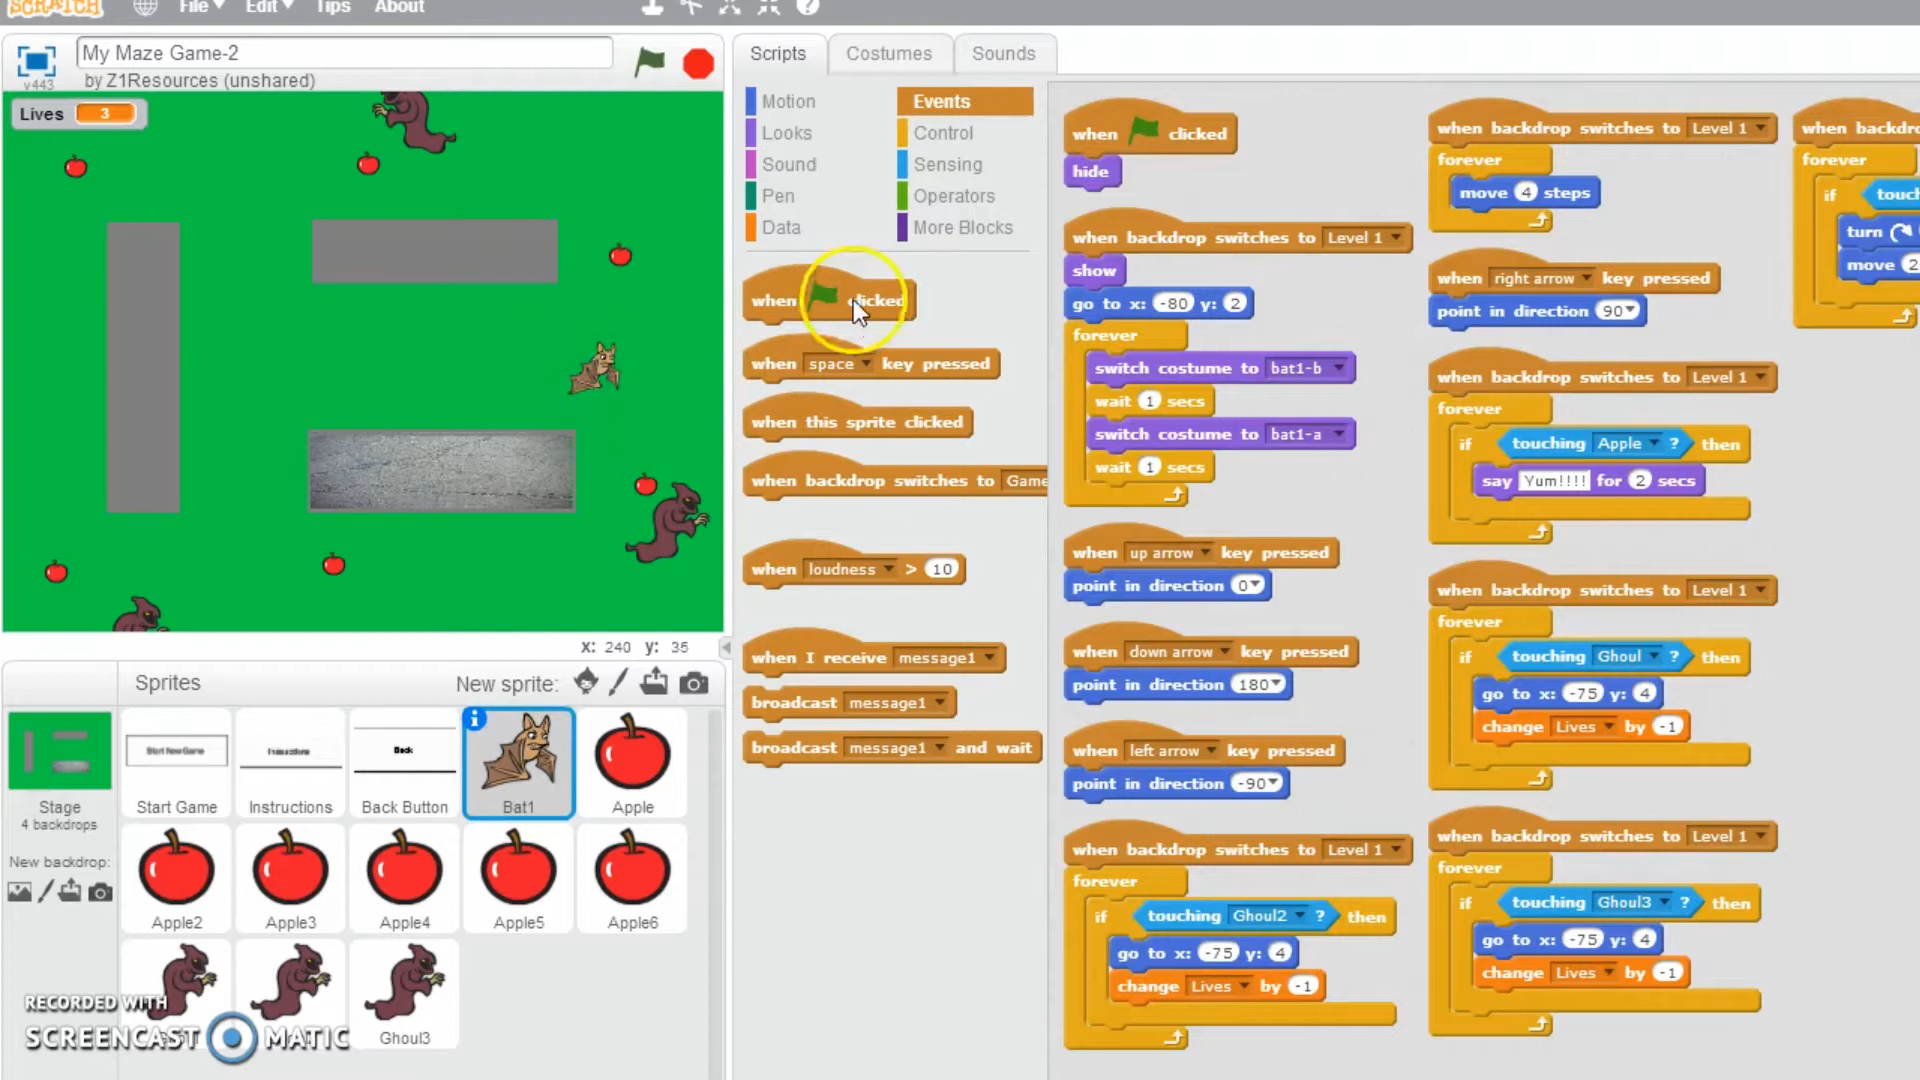 SCRATCH File Edit Tips About
My Maze Game-2
v443 by Z1Resources (unshared)
Lives 3
x: 240 y: 35
Sprites New sprite:
Stage
4 backdrops
New backdrop:
Start New Game
Start Game
Instructions
Instructions
Back
Back Button
Bat1
Apple
Apple2
Apple3
Apple4
Apple5
Apple6
Ghoul3
RECORDED WITH
SCREENCAST MATIC
Scripts Costumes Sounds
Motion Events
Looks Control
Sound Sensing
Pen Operators
Data More Blocks
when clicked
when space key pressed
when this sprite clicked
when backdrop switches to Game
when loudness > 10
when I receive message1
broadcast message1
broadcast message1 and wait
when clicked
hide
when backdrop switches to Level 1
show
go to x: -80 y: 2
forever
switch costume to bat1-b
wait 1 secs
switch costume to bat1-a
wait 1 secs
when up arrow key pressed
point in direction 0
when down arrow key pressed
point in direction 180
when left arrow key pressed
point in direction -90
when backdrop switches to Level 1
forever
if touching Ghoul2 ? then
go to x: -75 y: 4
change Lives by -1
when backdrop switches to Level 1
forever
move 4 steps
when right arrow key pressed
point in direction 90
when backdrop switches to Level 1
forever
if touching Apple ? then
say Yum!!!! for 2 secs
when backdrop switches to Level 1
forever
if touching Ghoul ? then
go to x: -75 y: 4
change Lives by -1
when backdrop switches to Level 1
forever
if touching Ghoul3 ? then
go to x: -75 y: 4
change Lives by -1
when backdro
forever
if touch
turn
move 2